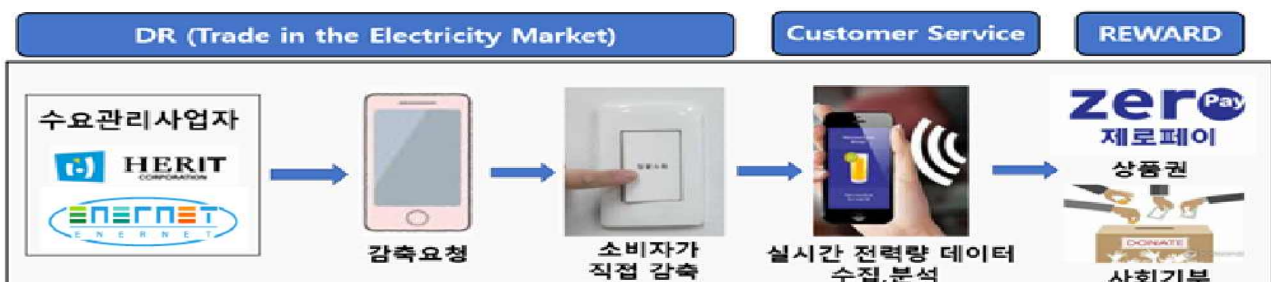 DR (Trade in the Electricity Market)
Customer Service
REWARD
수요관리사업자
HERIT
CORPORATION
ENERNET
ENERNET
감축요청
소비자가
직접 감축
실시간 전력량 데이터
수집,분석
zero Pay
제로페이
상품권
DONATE
사회기부